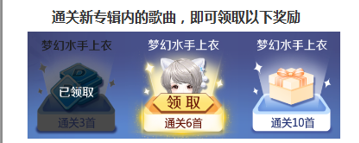 通关新专辑内的歌曲，即可领取以下奖励
梦幻水手上衣 梦幻水手上衣 梦幻水手上衣
已领取 领取
通关3首 通关6首 通关10首